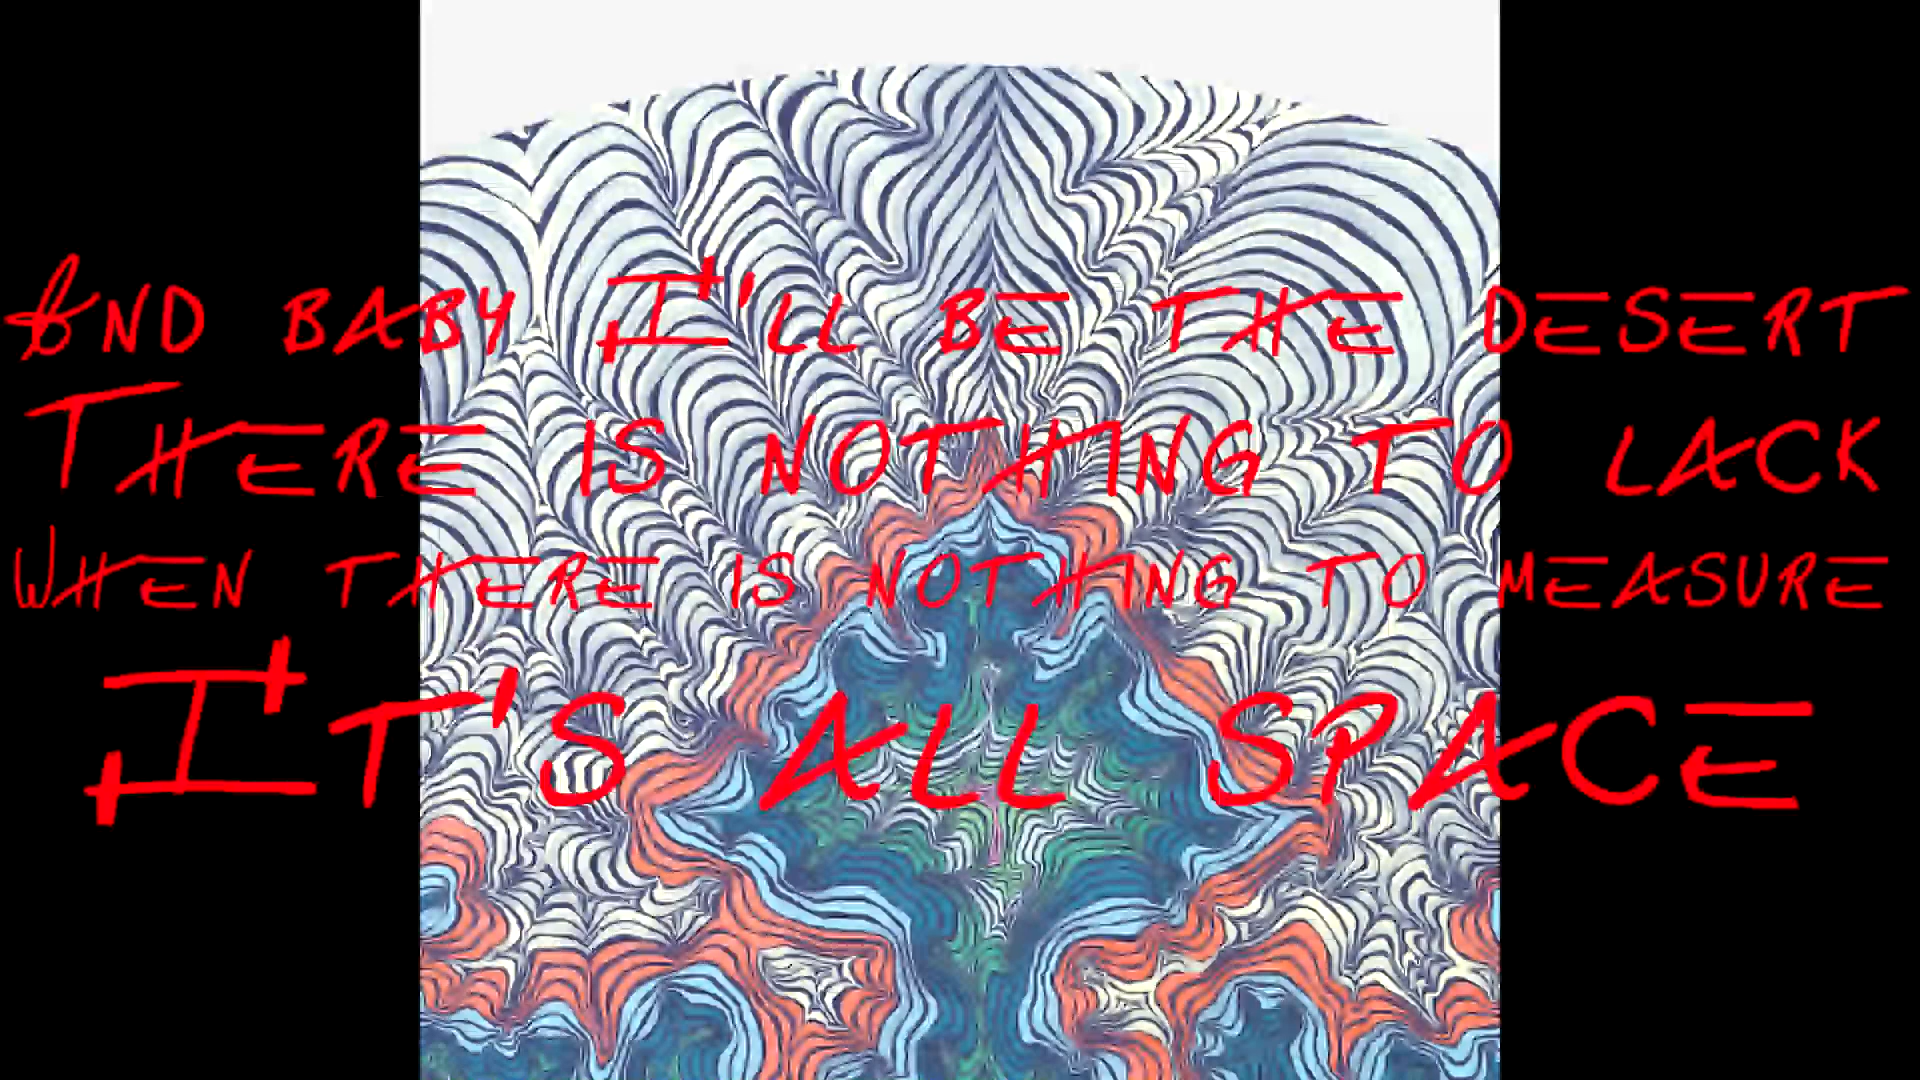 And baby I'll be the desert
There is nothing to lack
When there is nothing to measure
It's all space